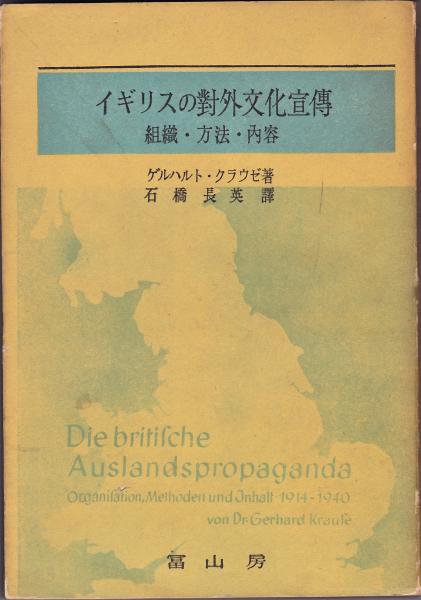 イギリスの對外文化宣傳
組織・方法・內容
ゲルハルト・クラウゼ著
石橋長英譯
Die britiſche
Auslandspropaganda
Organiſation, Methoden und Inhalt 1914-1940
von Dr. Gerhard Krauſe
冨山房